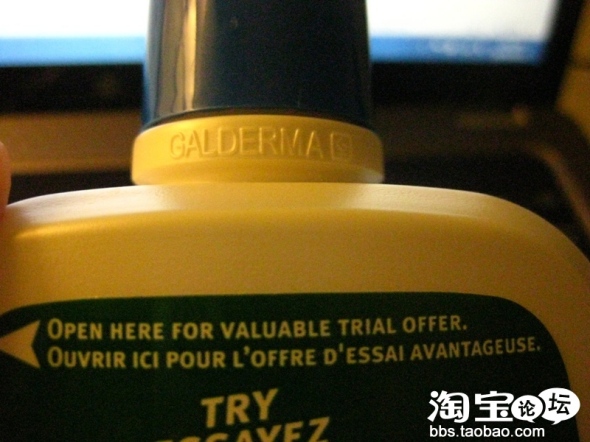 GALDERMA
OPEN HERE FOR VALUABLE TRIAL OFFER.
OUVRIR ICI POUR L'OFFRE D'ESSAI AVANTAGEUSE.
TRY
ESSAYEZ
淘宝论坛
bbs.taobao.com